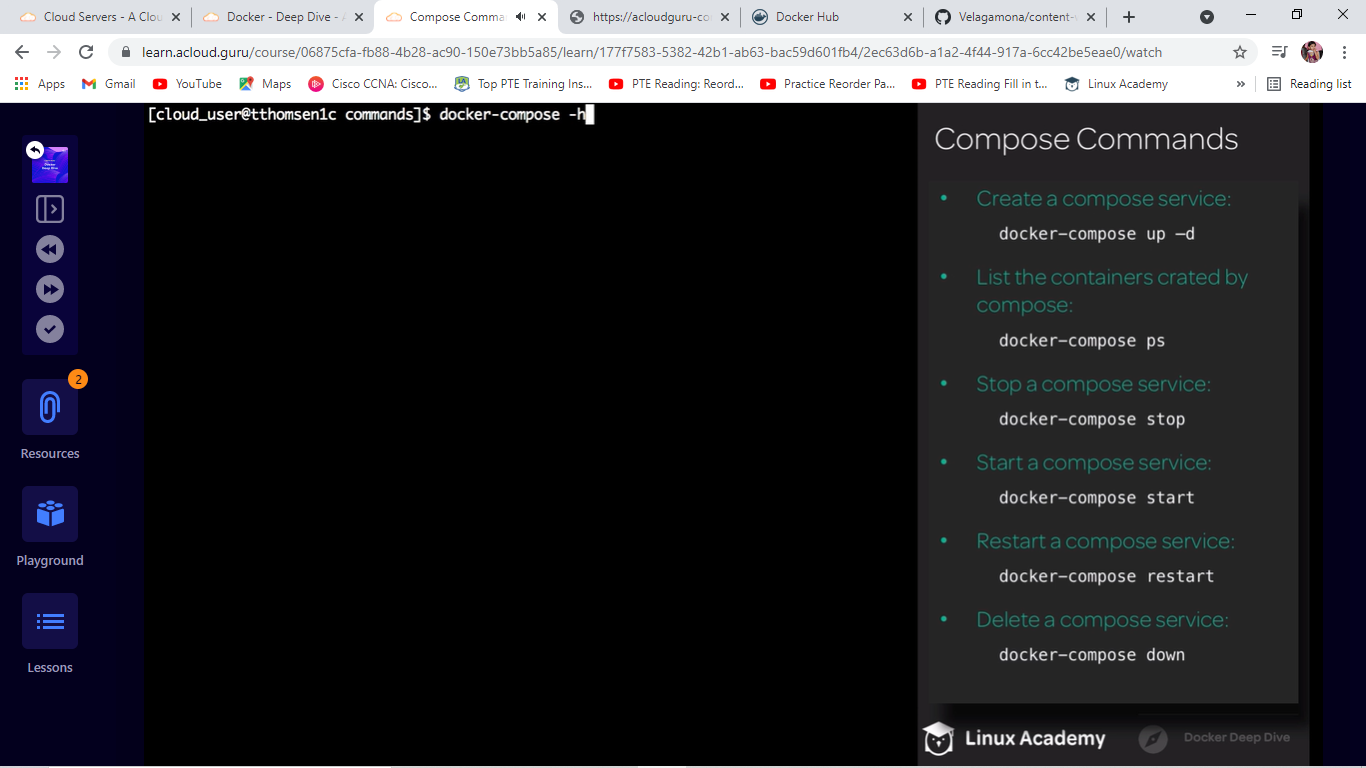 Cloud Servers - A Clou
Docker - Deep Dive - A
Compose Comman
https://acloudguru-co
Docker Hub
Velagamona/content-
learn.acloud.guru/course/06875cfa-fb88-4b28-ac90-150e73bb5a85/learn/177f7583-5382-42b1-ab63-bac59d601fb4/2ec63d6b-a1a2-4f44-917a-6cc42be5eae0/watch
Apps
Gmail
YouTube
Maps
Cisco CCNA: Cisco...
Top PTE Training Ins...
PTE Reading: Reord...
Practice Reorder Pa...
PTE Reading Fill in t...
Linux Academy
»
Reading list
[cloud_user@tthomsen1c commands]$ docker-compose -h
2
Resources
Playground
Lessons
Compose Commands
• Create a compose service:
docker-compose up –d
• List the containers crated by
compose:
docker-compose ps
• Stop a compose service:
docker-compose stop
• Start a compose service:
docker-compose start
• Restart a compose service:
docker-compose restart
• Delete a compose service:
docker-compose down
Linux Academy
Docker Deep Dive